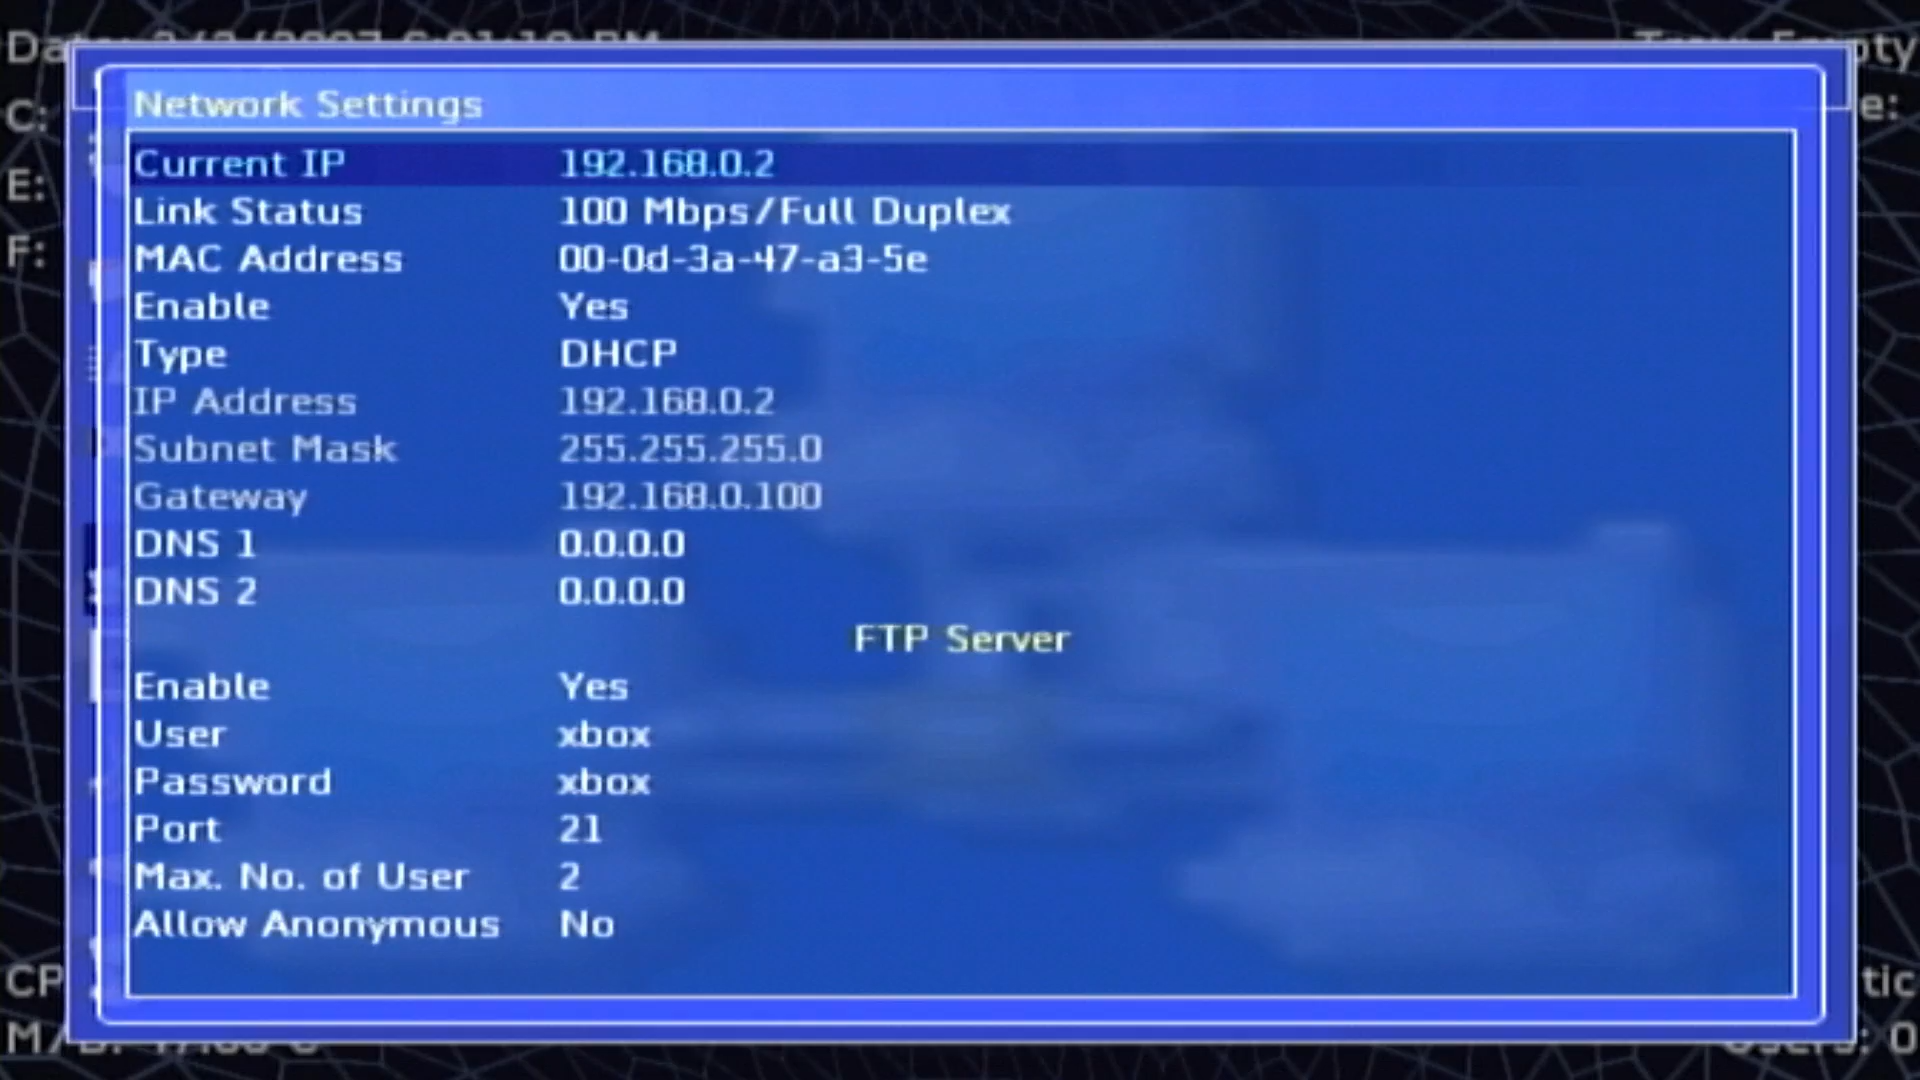 C:
E:
F:
Network Settings
Current IP 192.168.0.2
Link Status 100 Mbps/Full Duplex
MAC Address 00-0d-3a-47-a3-5e
Enable Yes
Type DHCP
IP Address 192.168.0.2
Subnet Mask 255.255.255.0
Gateway 192.168.0.100
DNS 1 0.0.0.0
DNS 2 0.0.0.0
FTP Server
Enable Yes
User xbox
Password xbox
Port 21
Max. No. of User 2
Allow Anonymous No
Users: 0